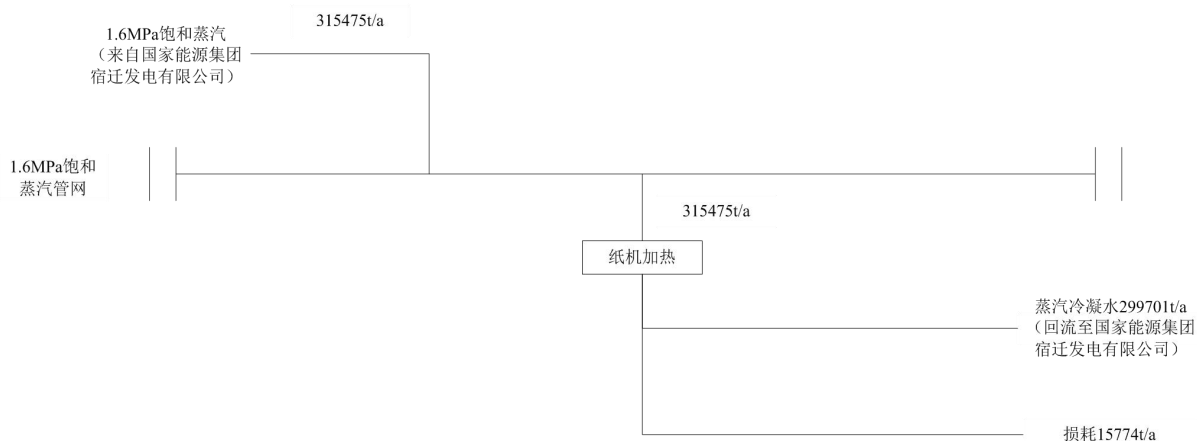 315475t/a
1.6MPa饱和蒸汽
（来自国家能源集团
宿迁发电有限公司）
1.6MPa饱和
蒸汽管网
315475t/a
纸机加热
蒸汽冷凝水299701t/a
（回流至国家能源集团
宿迁发电有限公司）
损耗15774t/a